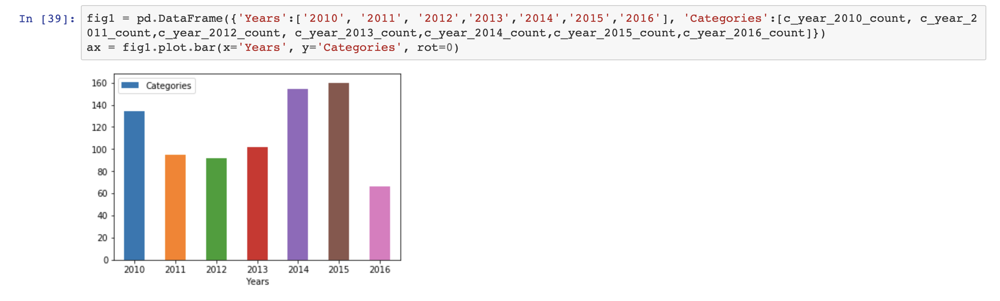 In [39]: fig1 = pd.DataFrame({'Years':['2010', '2011', '2012','2013','2014','2015','2016'], 'Categories':[c_year_2010_count, c_year_2
011_count,c_year_2012_count, c_year_2013_count,c_year_2014_count,c_year_2015_count,c_year_2016_count]})
ax = fig1.plot.bar(x='Years', y='Categories', rot=0)
Categories
160
140
120
100
80
60
40
20
0
2010 2011 2012 2013 2014 2015 2016
Years